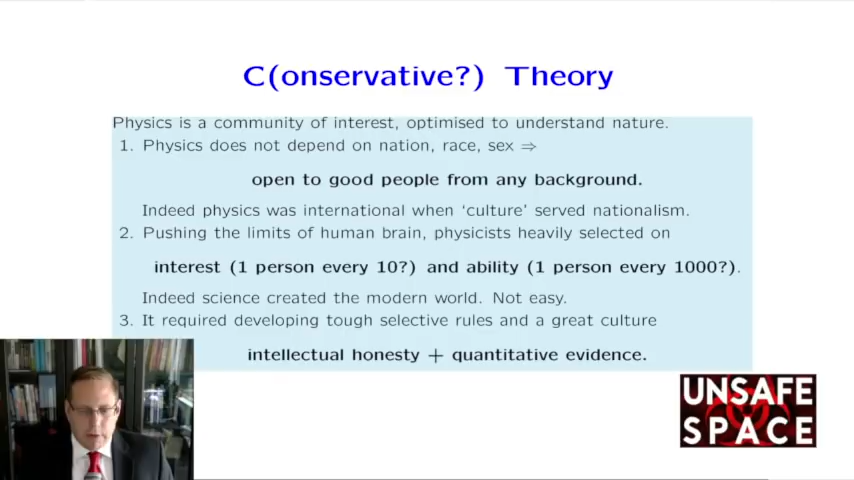 C(onservative?) Theory
Physics is a community of interest, optimised to understand nature.
1. Physics does not depend on nation, race, sex ⇒
open to good people from any background.
Indeed physics was international when ‘culture’ served nationalism.
2. Pushing the limits of human brain, physicists heavily selected on
interest (1 person every 10?) and ability (1 person every 1000?).
Indeed science created the modern world. Not easy.
3. It required developing tough selective rules and a great culture
intellectual honesty + quantitative evidence.
UNSAFE
SPACE